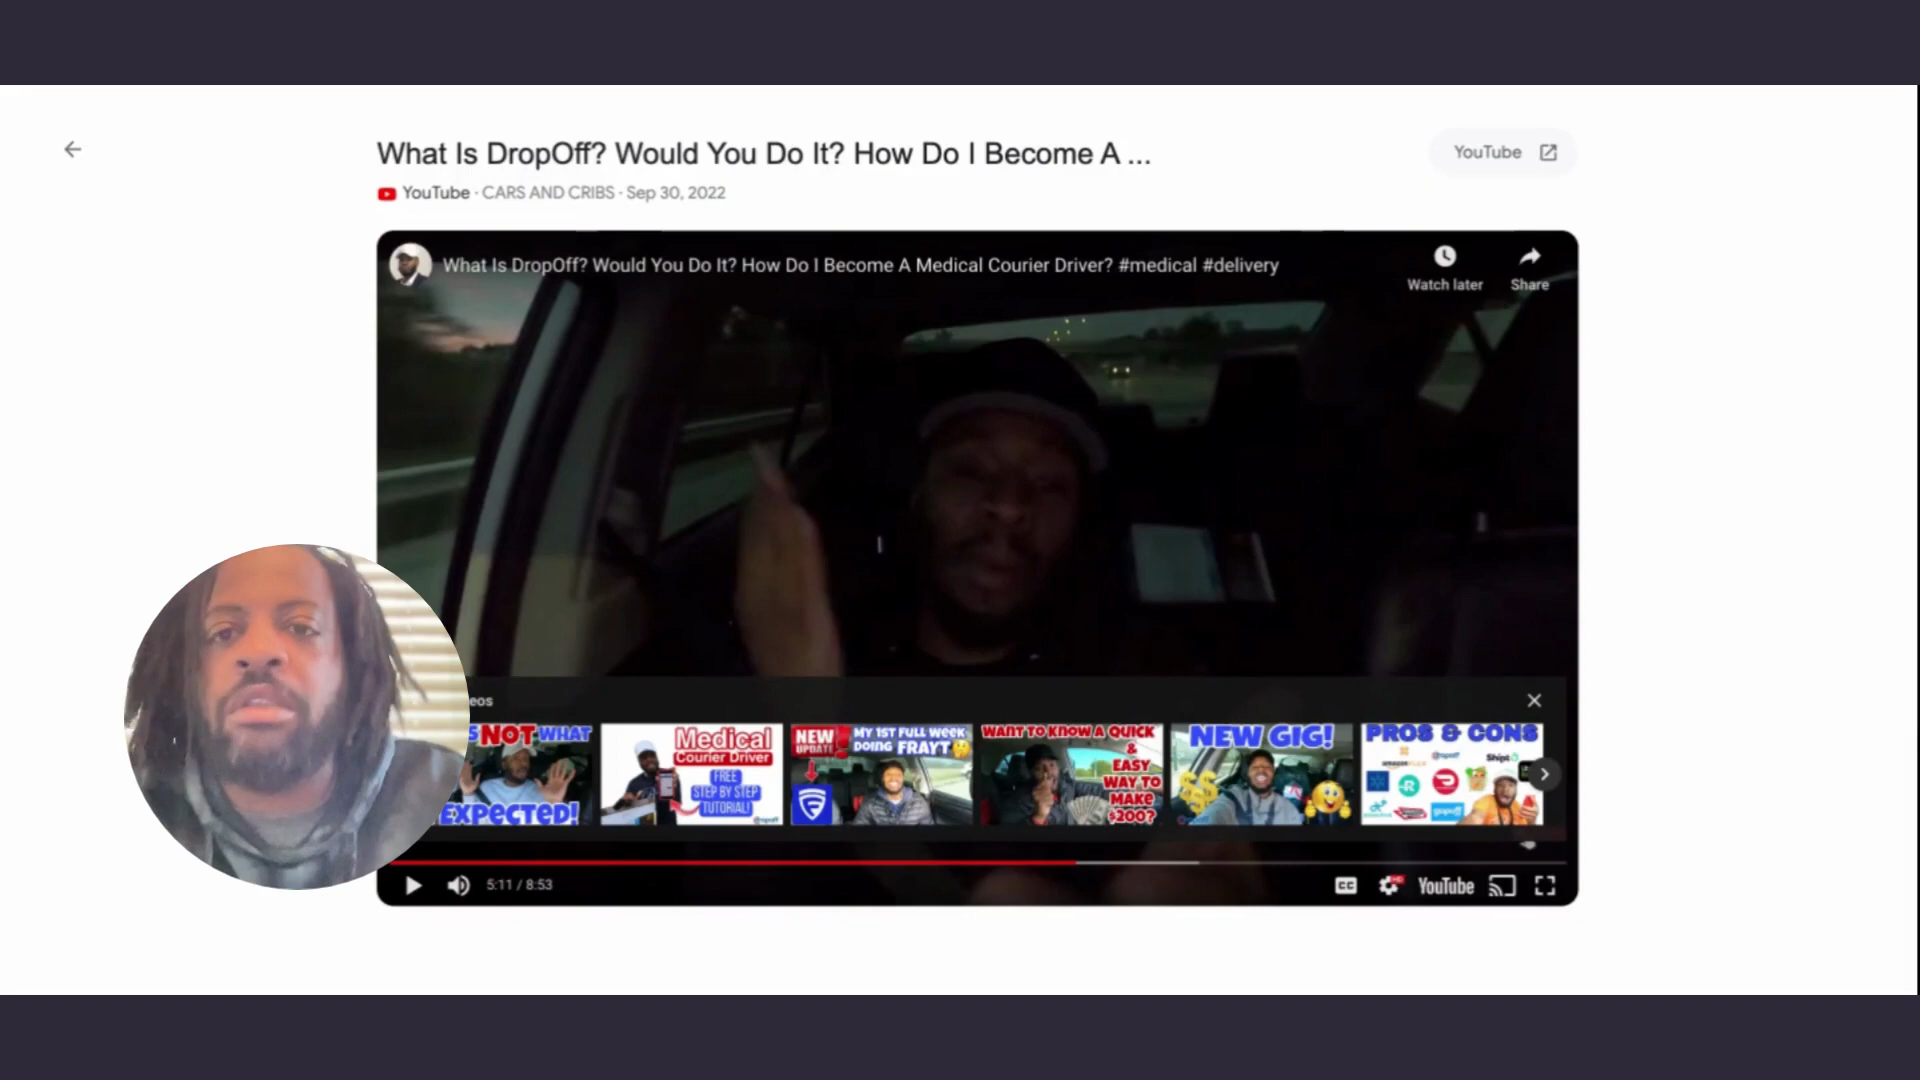 What Is DropOff? Would You Do It? How Do I Become A ...
YouTube
YouTube · CARS AND CRIBS · Sep 30, 2022
What Is DropOff? Would You Do It? How Do I Become A Medical Courier Driver? #medical #delivery
Watch later
Share
eos
NOT WHAT
EXPECTED!
Medical
Courier Driver
FREE
STEP BY STEP
TUTORIAL!
NEW
UPDATE
MY 1ST FULL WEEK
DOING FRAYT
WANT TO KNOW A QUICK
&
EASY
WAY TO
MAKE
$200?
NEW GIG!
PROS & CONS
Shipt
5:11 / 8:53
CC
HD
YouTube